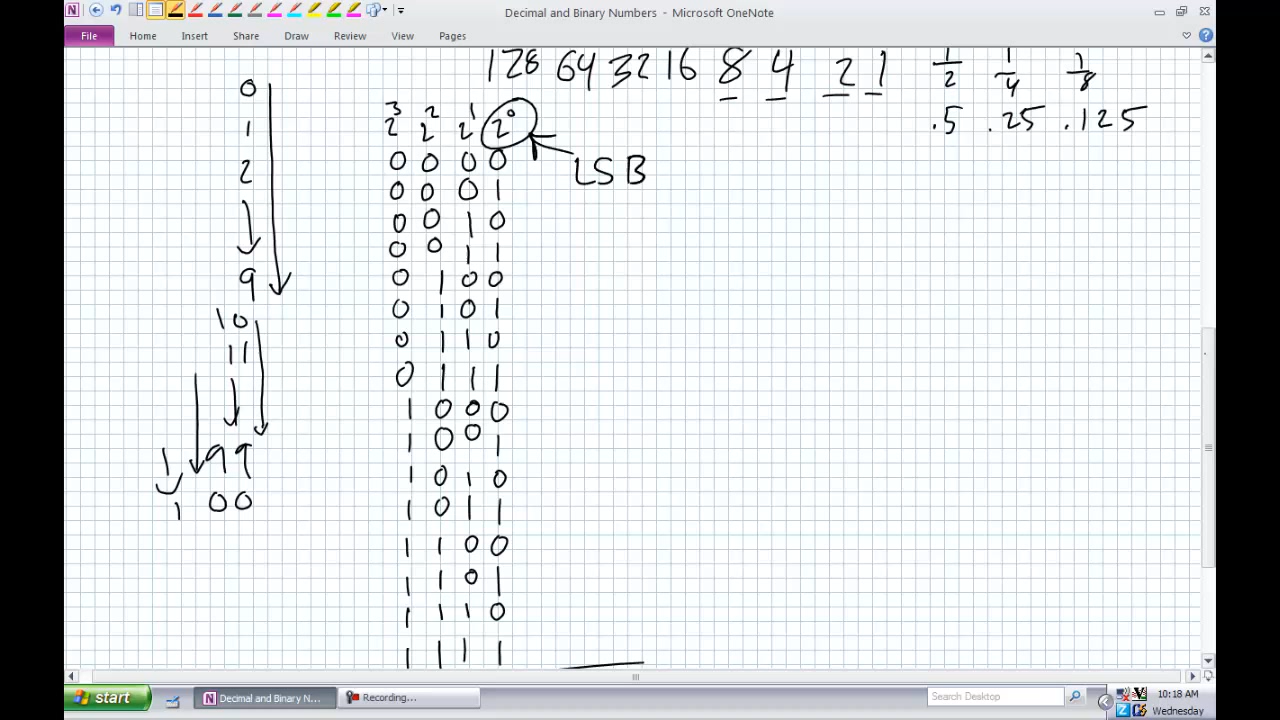 Decimal and Binary Numbers - Microsoft OneNote
File Home Insert Share Draw Review View Pages
128 64 32 16 8 4 2 1 1/2 1/4 1/8
.5 .25 .125
0
1
2
9
10
11
1 99
1 00
2³ 2² 2¹ 2⁰
LSB
0 0 0 0
0 0 0 1
0 0 1 0
0 0 1 1
0 1 0 0
0 1 0 1
0 1 1 0
0 1 1 1
1 0 0 0
1 0 0 1
1 0 1 0
1 0 1 1
1 1 0 0
1 1 0 1
1 1 1 0
1 1 1 1
start Decimal and Binary N... Recording... Search Desktop 10:18 AM
Wednesday